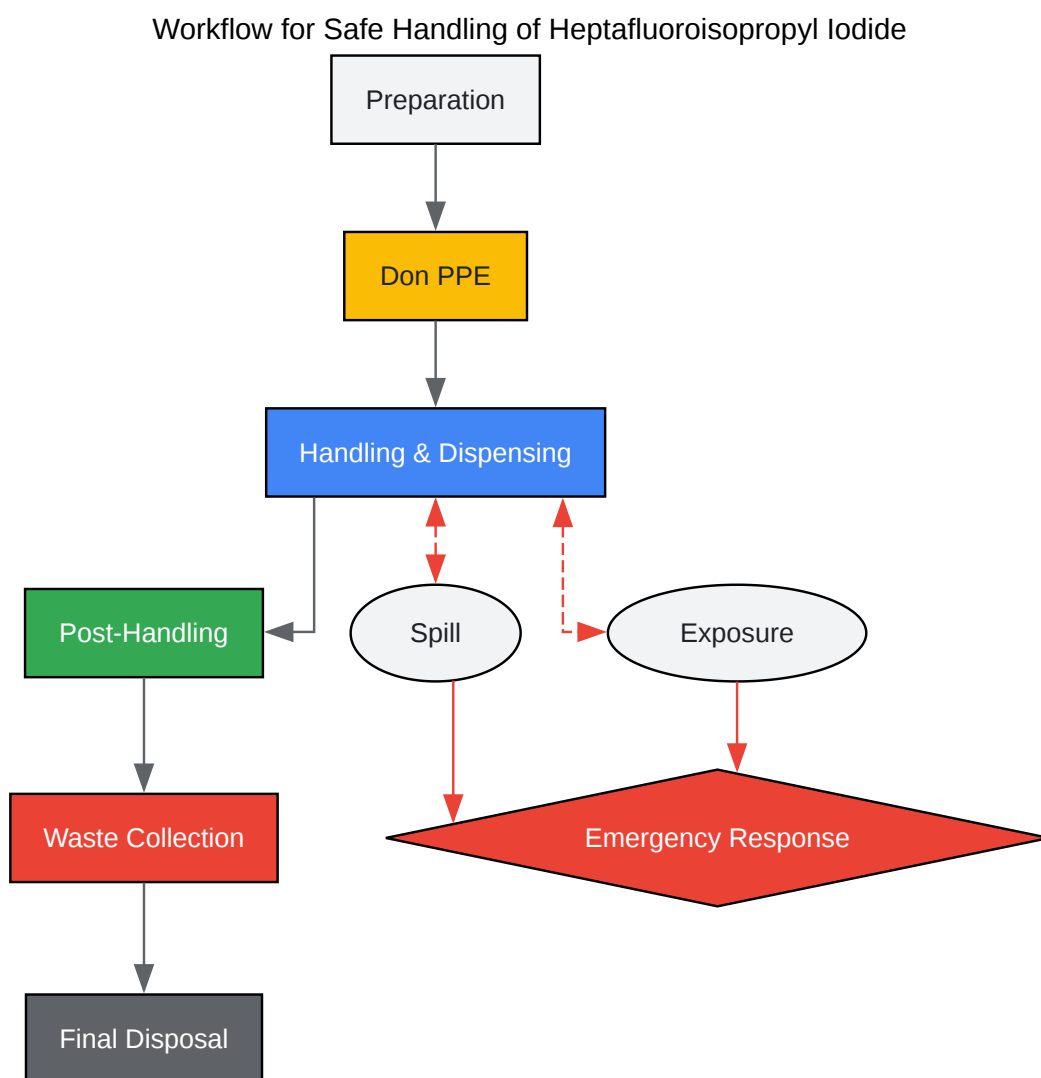 Workflow for Safe Handling of Heptafluoroisopropyl Iodide
Preparation
Don PPE
Handling & Dispensing
Post-Handling
Spill
Exposure
Waste Collection
Emergency Response
Final Disposal